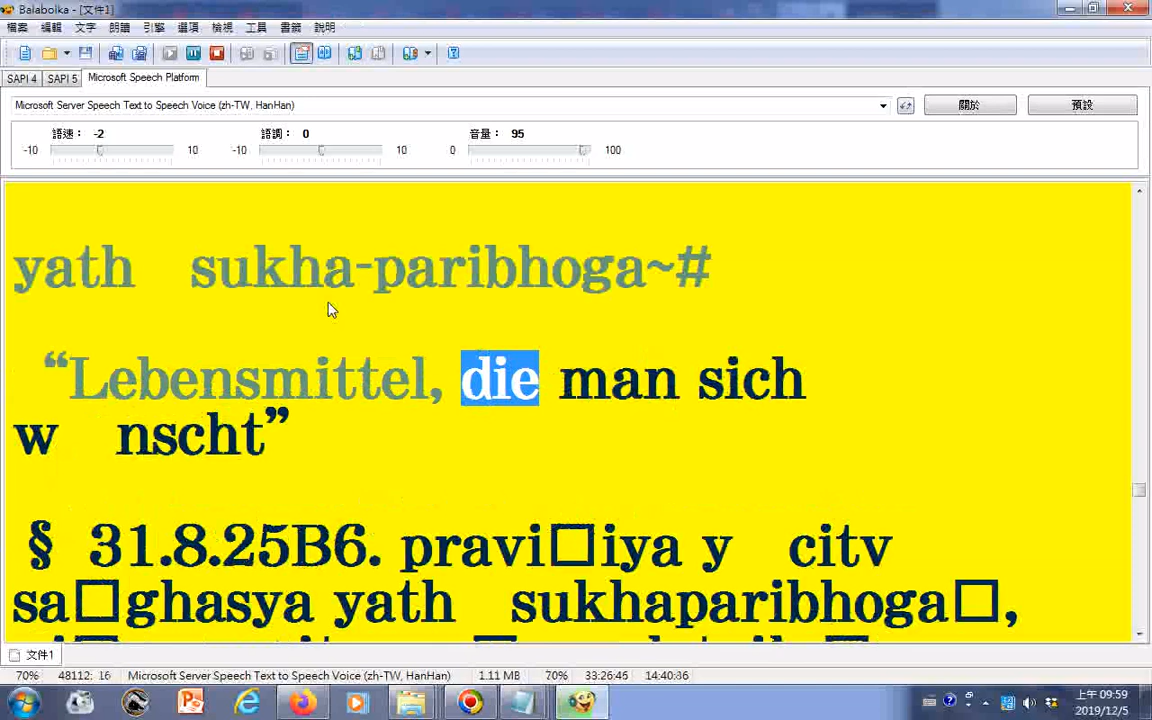 Balabolka - [文件1]
檔案 編輯 文字 朗讀 引擎 選項 檢視 工具 書籤 說明
SAPI 4 SAPI 5 Microsoft Speech Platform
Microsoft Server Speech Text to Speech Voice (zh-TW, HanHan) 關於 預設
語速： -2 語調： 0 音量： 95
-10 10 -10 10 0 100
yath sukha-paribhoga~#
“Lebensmittel, die man sich
w nscht”
§ 31.8.25B6. pravi□iya y citv
sa□ghasya yath sukhaparibhoga□,
文件1
70% 48112: 16 Microsoft Server Speech Text to Speech Voice (zh-TW, HanHan) 1.11 MB 70% 33:26:45 14:40:36
上午 09:59
2019/12/5